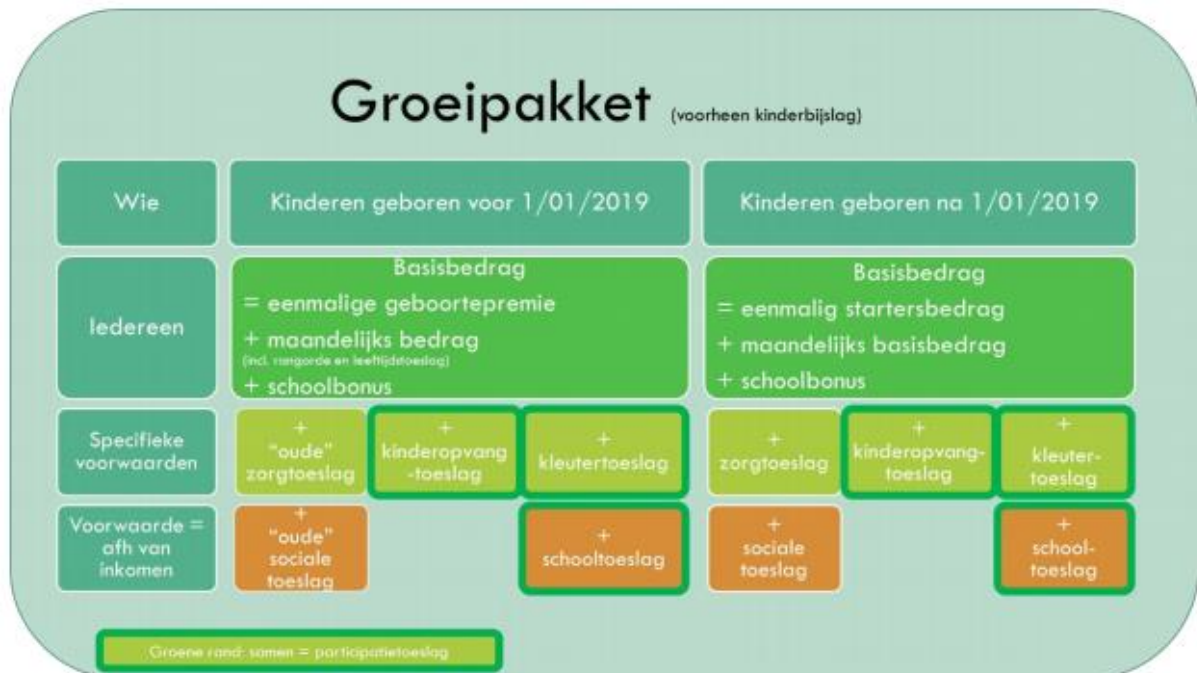 Groeipakket (voorheen kinderbijslag)
Wie
Kinderen geboren voor 1/01/2019
Kinderen geboren na 1/01/2019
Iedereen
Basisbedrag
= eenmalige geboortepremie
+ maandelijks bedrag
(incl. rangorde en leeftijdstoeslag)
+ schoolbonus
Basisbedrag
= eenmalig startersbedrag
+ maandelijks basisbedrag
+ schoolbonus
Specifieke
voorwaarden
+
"oude"
zorgtoeslag
+
kinderopvang
-toeslag
+
kleutertoeslag
+
zorgtoeslag
+
kinderopvang-
toeslag
+
kleuter-
toeslag
Voorwaarde =
afh van
inkomen
+
"oude"
sociale
toeslag
+
schooltoeslag
+
sociale
toeslag
+
school-
toeslag
Groene rand: samen = participatietoeslag